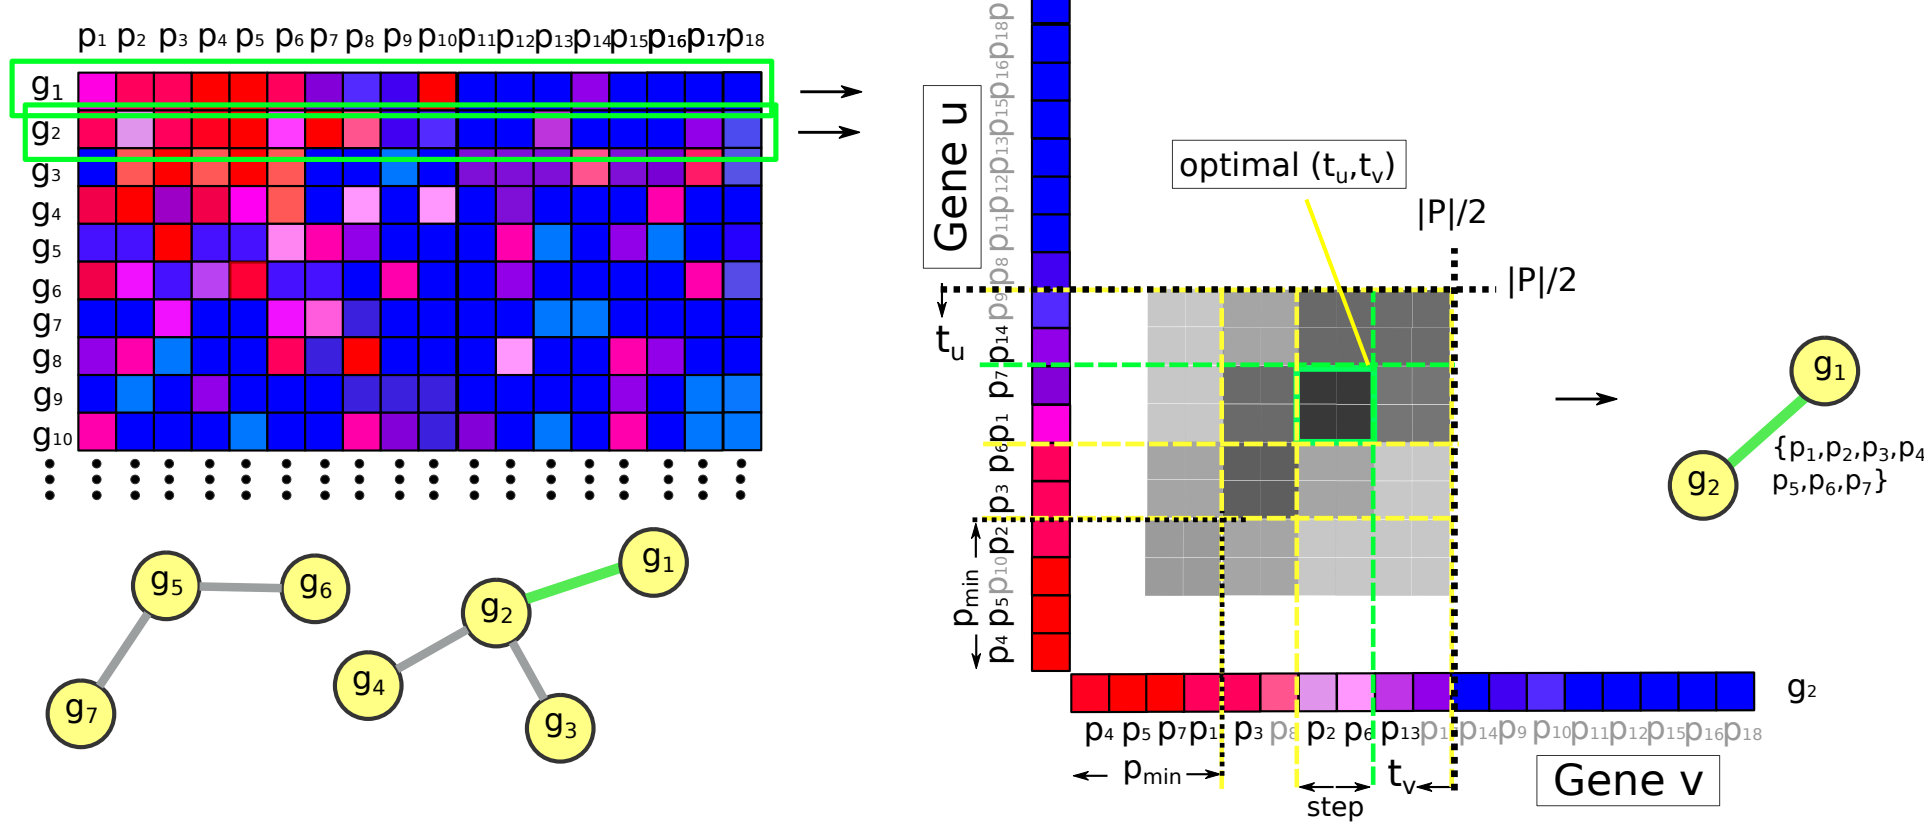 p1 p2 p3 p4 p5 p6 p7 p8 p9 p10 p11 p12 p13 p14 p15 p16 p17 p18
g1
g2
g3
g4
g5
g6
g7
g8
g9
g10
g5
g6
g7
g1
g2
g4
g3
Gene u
p18
p16
p15
p13
p12
p11
p8
p9
p14
p7
p1
p6
p3
p2
p10
p5
p4
tu
pmin
optimal (tu,tv)
|P|/2
|P|/2
g2
p4 p5 p7 p1 p3 p8 p2 p6 p13 p1 p14 p9 p10 p11 p12 p15 p16 p18
pmin
step
tv
Gene v
g1
g2
{p1,p2,p3,p4
p5,p6,p7}